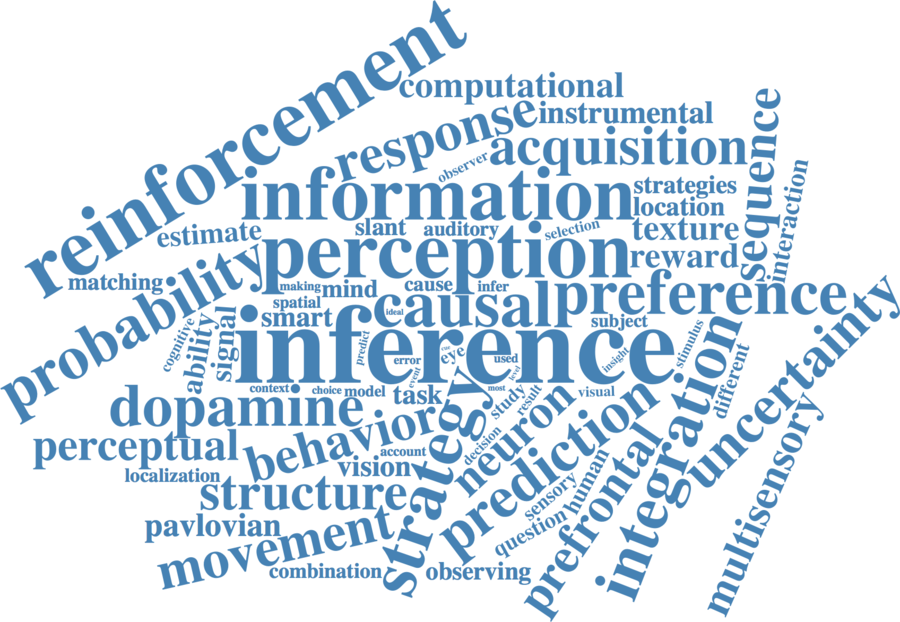 reinforcement
computational
response
instrumental
observer
acquisition
sequence
information
strategies
location
interaction
estimate
slant
auditory
selection
texture
perception
reward
matching
probability
making
mind
cause
infer
preference
spatial
causal
ideal
smart
subject
cognitive
ability
signal
inference
predict
error
cue
eye
used
insight
stimulus
uncertainty
context
choice
model
event
task
level
most
study
result
visual
different
dopamine
behavior
strategy
neuron
integration
perceptual
account
decision
prediction
localization
vision
structure
sensory
human
prefrontal
multisensory
pavlovian
movement
question
combination
observing